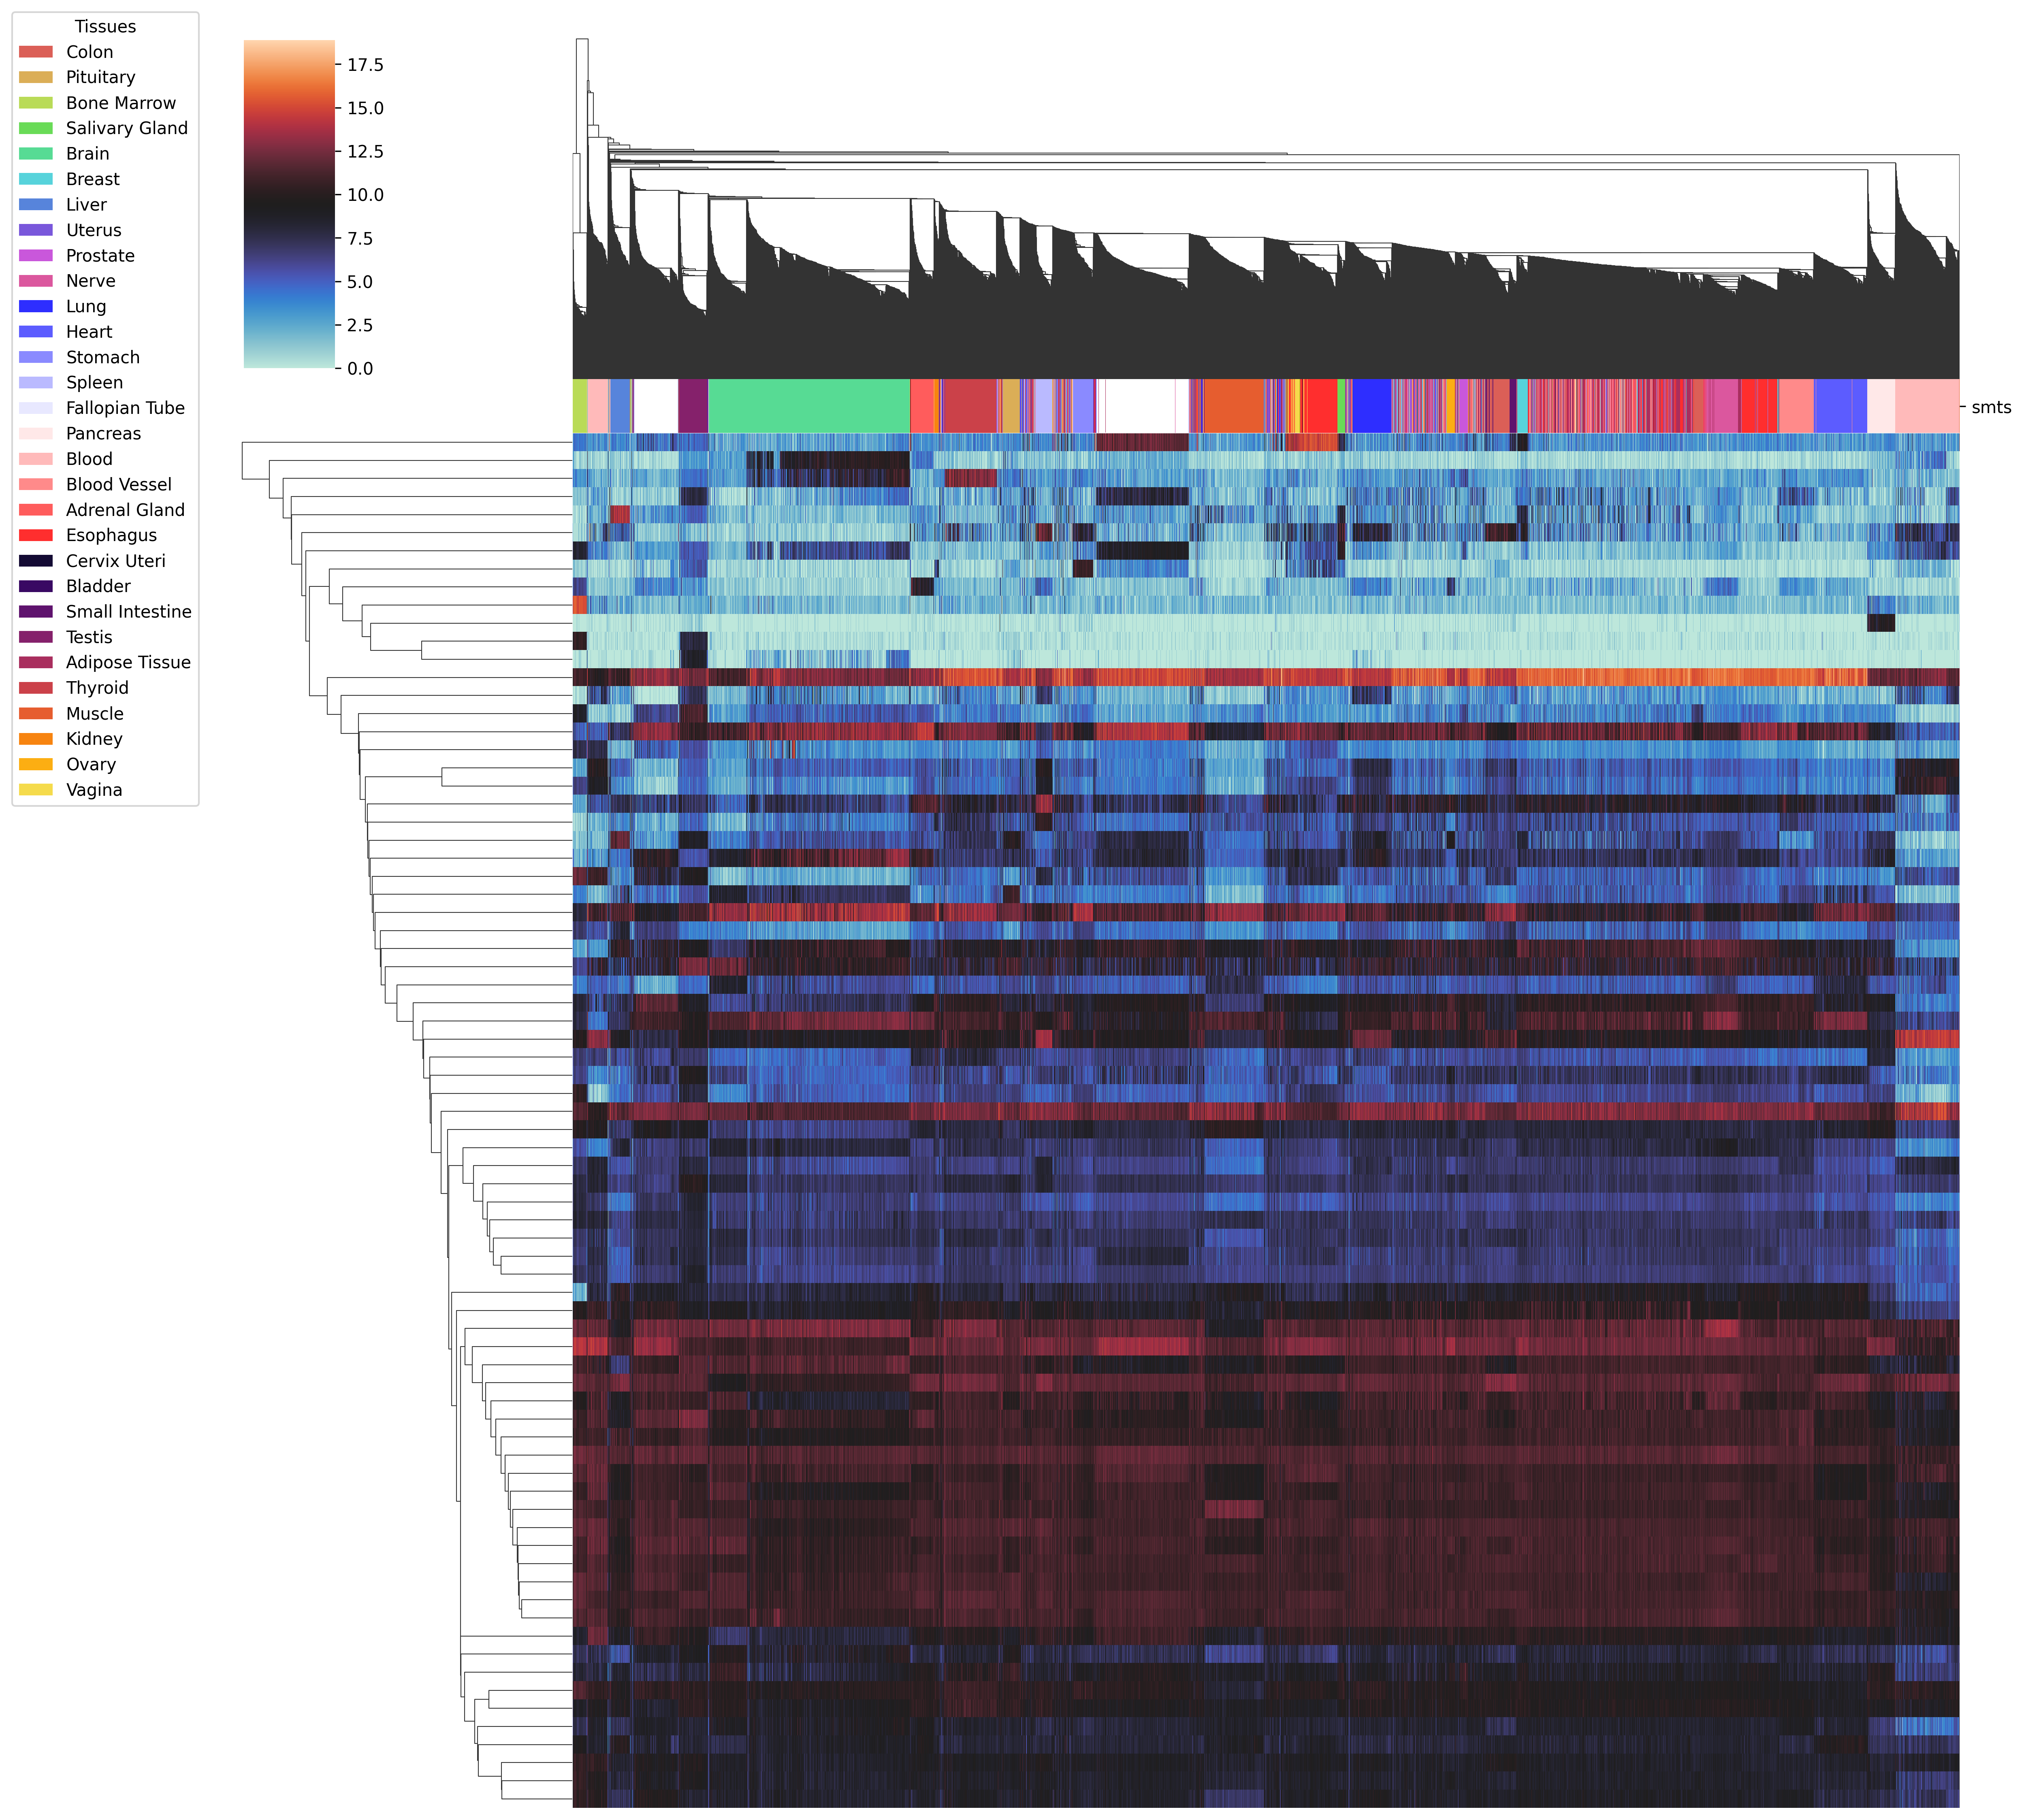 Tissues
Colon
Pituitary
Bone Marrow
Salivary Gland
Brain
Breast
Liver
Uterus
Prostate
Nerve
Lung
Heart
Stomach
Spleen
Fallopian Tube
Pancreas
Blood
Blood Vessel
Adrenal Gland
Esophagus
Cervix Uteri
Bladder
Small Intestine
Testis
Adipose Tissue
Thyroid
Muscle
Kidney
Ovary
Vagina
17.5
15.0
12.5
10.0
7.5
5.0
2.5
0.0
smts